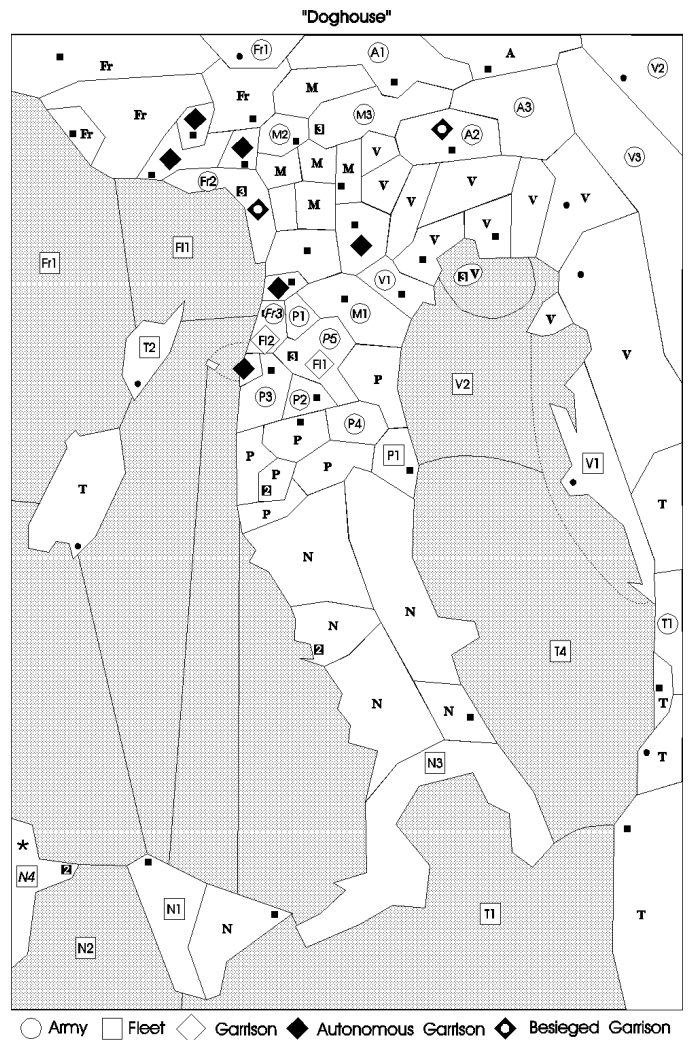 "Doghouse"
Fr1
A1
A
V2
Fr
Fr
M
Fr
M3
A3
Fr
M2
3
A2
V3
M
M
M
V
V
V
V
V
Fr2
3
M
V
V
V
Fr1
Fl1
3
V
V1
V
V
Fr3
P1
M1
T2
Fl2
P5
3
Fl1
P
V2
P3
P2
P4
P
P
P1
V1
T
P
2
P
P
T
N
N
N
2
T1
T4
N
N
T
T
N3
*
N4
2
N1
N
T1
T
N2
Army
Fleet
Garrison
Autonomous Garrison
Besieged Garrison